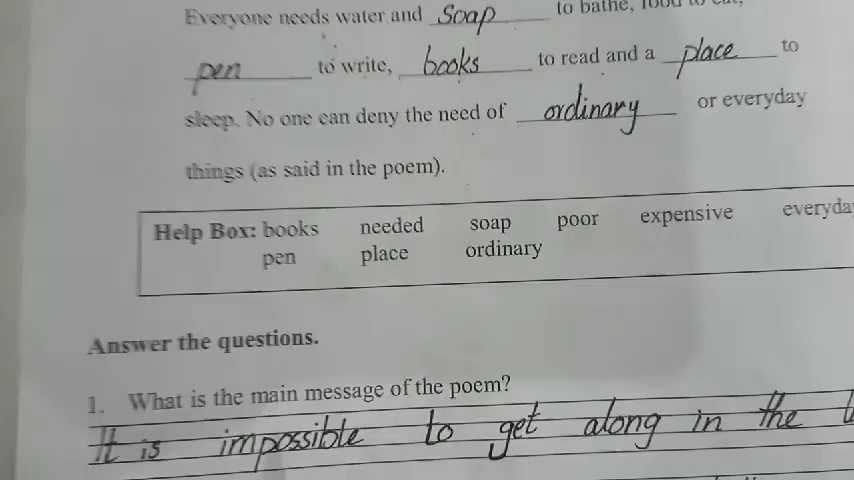 Everyone needs water and soap to bathe, food to eat,
pen to write, books to read and a place to
sleep. No one can deny the need of ordinary or everyday
things (as said in the poem).
Help Box: books needed soap poor expensive
pen place ordinary
Answer the questions.
1. What is the main message of the poem?
It is impossible to get along in the